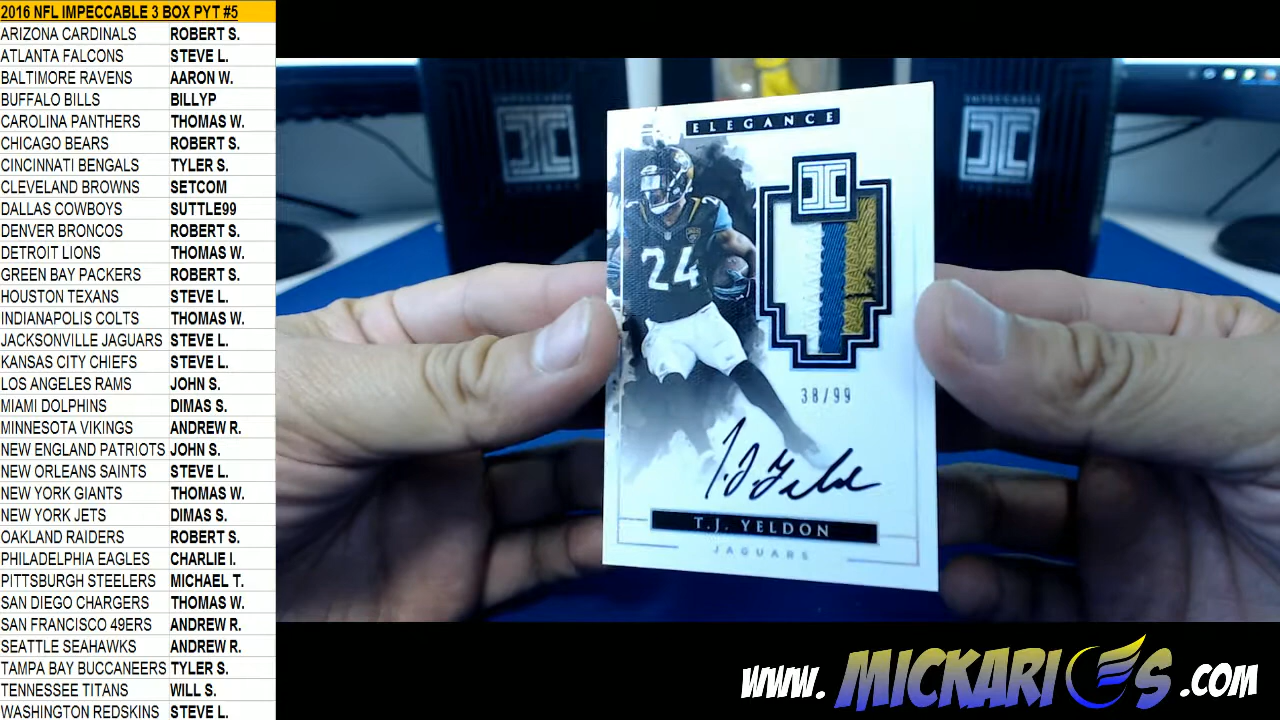 2016 NFL IMPECCABLE 3 BOX PYT #5
ARIZONA CARDINALS ROBERT S.
ATLANTA FALCONS STEVE L.
BALTIMORE RAVENS AARON W.
BUFFALO BILLS BILLYP
CAROLINA PANTHERS THOMAS W.
CHICAGO BEARS ROBERT S.
CINCINNATI BENGALS TYLER S.
CLEVELAND BROWNS SETCOM
DALLAS COWBOYS SUTTLE99
DENVER BRONCOS ROBERT S.
DETROIT LIONS THOMAS W.
GREEN BAY PACKERS ROBERT S.
HOUSTON TEXANS STEVE L.
INDIANAPOLIS COLTS THOMAS W.
JACKSONVILLE JAGUARS STEVE L.
KANSAS CITY CHIEFS STEVE L.
LOS ANGELES RAMS JOHN S.
MIAMI DOLPHINS DIMAS S.
MINNESOTA VIKINGS ANDREW R.
NEW ENGLAND PATRIOTS JOHN S.
NEW ORLEANS SAINTS STEVE L.
NEW YORK GIANTS THOMAS W.
NEW YORK JETS DIMAS S.
OAKLAND RAIDERS ROBERT S.
PHILADELPHIA EAGLES CHARLIE I.
PITTSBURGH STEELERS MICHAEL T.
SAN DIEGO CHARGERS THOMAS W.
SAN FRANCISCO 49ERS ANDREW R.
SEATTLE SEAHAWKS ANDREW R.
TAMPA BAY BUCCANEERS TYLER S.
TENNESSEE TITANS WILL S.
WASHINGTON REDSKINS STEVE L.
IMPECCABLE
IMPECCABLE
ELEGANCE
24
38/99
T.J. Yeldon
T.J. YELDON
JAGUARS
www.MICKARIES.com